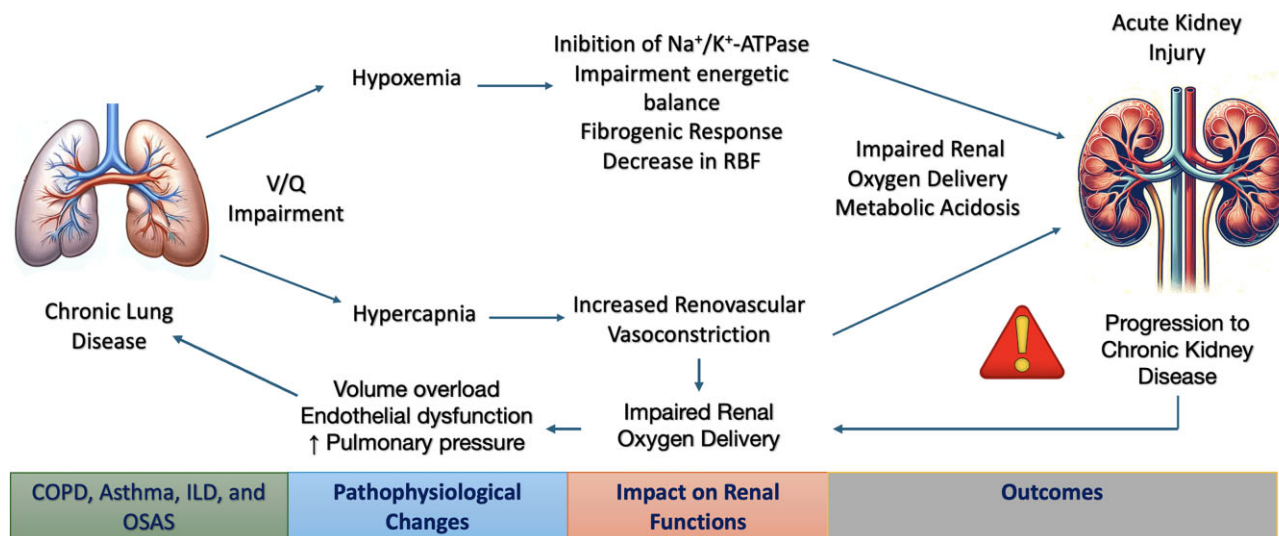 Acute Kidney
Injury
Inibition of Na⁺/K⁺-ATPase
Impairment energetic
balance
Fibrogenic Response
Decrease in RBF
Hypoxemia
V/Q
Impairment
Impaired Renal
Oxygen Delivery
Metabolic Acidosis
Chronic Lung
Disease
Hypercapnia
Increased Renovascular
Vasoconstriction
Progression to
Chronic Kidney
Disease
Volume overload
Endothelial dysfunction
↑ Pulmonary pressure
Impaired Renal
Oxygen Delivery
COPD, Asthma, ILD, and
OSAS
Pathophysiological
Changes
Impact on Renal
Functions
Outcomes